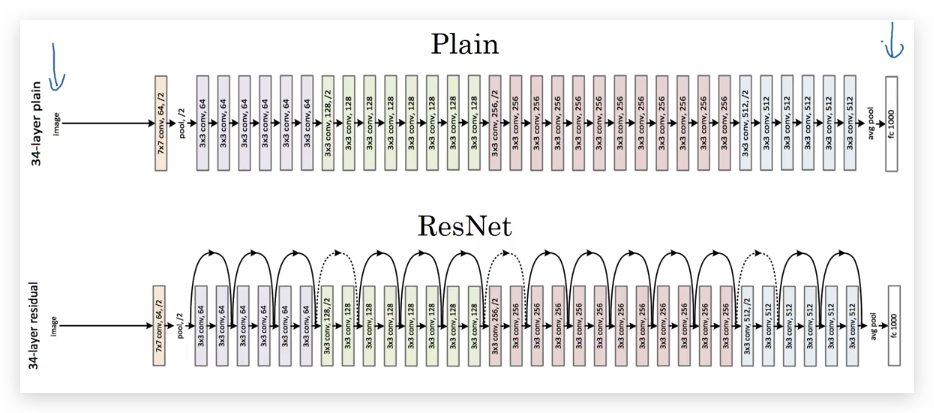 Plain
34-layer plain
image
7x7 conv, 64, /2
pool, /2
3x3 conv, 64
3x3 conv, 64
3x3 conv, 64
3x3 conv, 64
3x3 conv, 64
3x3 conv, 64
3x3 conv, 128, /2
3x3 conv, 128
3x3 conv, 128
3x3 conv, 128
3x3 conv, 128
3x3 conv, 128
3x3 conv, 128
3x3 conv, 128
3x3 conv, 256, /2
3x3 conv, 256
3x3 conv, 256
3x3 conv, 256
3x3 conv, 256
3x3 conv, 256
3x3 conv, 256
3x3 conv, 256
3x3 conv, 256
3x3 conv, 256
3x3 conv, 256
3x3 conv, 256
3x3 conv, 512, /2
3x3 conv, 512
3x3 conv, 512
3x3 conv, 512
3x3 conv, 512
3x3 conv, 512
avg pool
fc 1000
ResNet
34-layer residual
image
7x7 conv, 64, /2
pool, /2
3x3 conv, 64
3x3 conv, 64
3x3 conv, 64
3x3 conv, 64
3x3 conv, 64
3x3 conv, 64
3x3 conv, 128, /2
3x3 conv, 128
3x3 conv, 128
3x3 conv, 128
3x3 conv, 128
3x3 conv, 128
3x3 conv, 128
3x3 conv, 128
3x3 conv, 256, /2
3x3 conv, 256
3x3 conv, 256
3x3 conv, 256
3x3 conv, 256
3x3 conv, 256
3x3 conv, 256
3x3 conv, 256
3x3 conv, 256
3x3 conv, 256
3x3 conv, 256
3x3 conv, 256
3x3 conv, 512, /2
3x3 conv, 512
3x3 conv, 512
3x3 conv, 512
3x3 conv, 512
3x3 conv, 512
avg pool
fc 1000